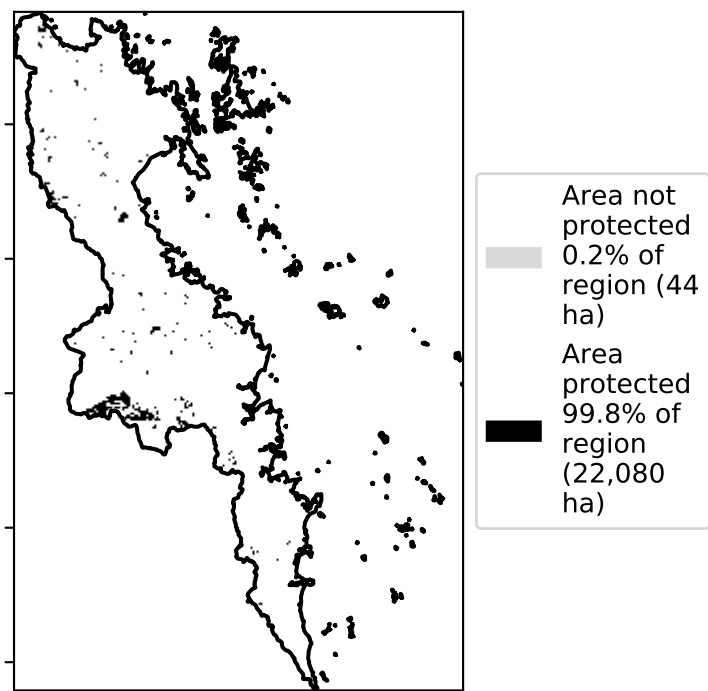 Area not
protected
0.2% of
region (44
ha)
Area
protected
99.8% of
region
(22,080
ha)